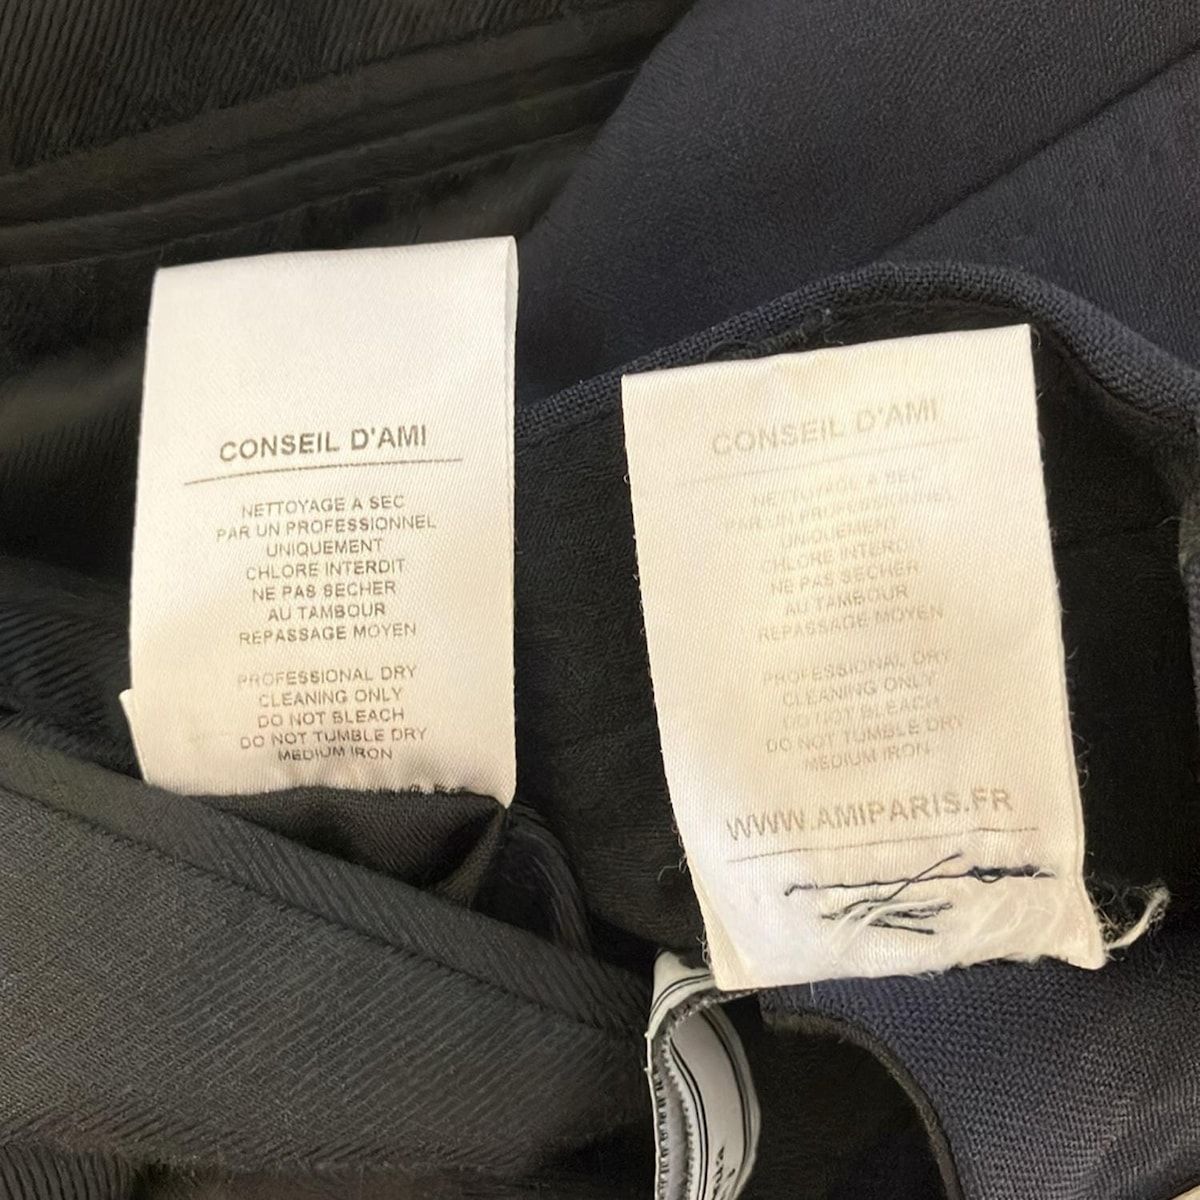 CONSEIL D'AMI
NETTOYAGE A SEC
PAR UN PROFESSIONNEL
UNIQUEMENT
CHLORE INTERDIT
NE PAS SECHER
AU TAMBOUR
REPASSAGE MOYEN
PROFESSIONAL DRY
CLEANING ONLY
DO NOT BLEACH
DO NOT TUMBLE DRY
MEDIUM IRON
CONSEIL D'AMI
NETTOYAGE A SEC
PAR UN PROFESSIONNEL
UNIQUEMENT
CHLORE INTERDIT
NE PAS SECHER
AU TAMBOUR
REPASSAGE MOYEN
PROFESSIONAL DRY
CLEANING ONLY
DO NOT BLEACH
DO NOT TUMBLE DRY
MEDIUM IRON
WWW.AMIPARIS.FR